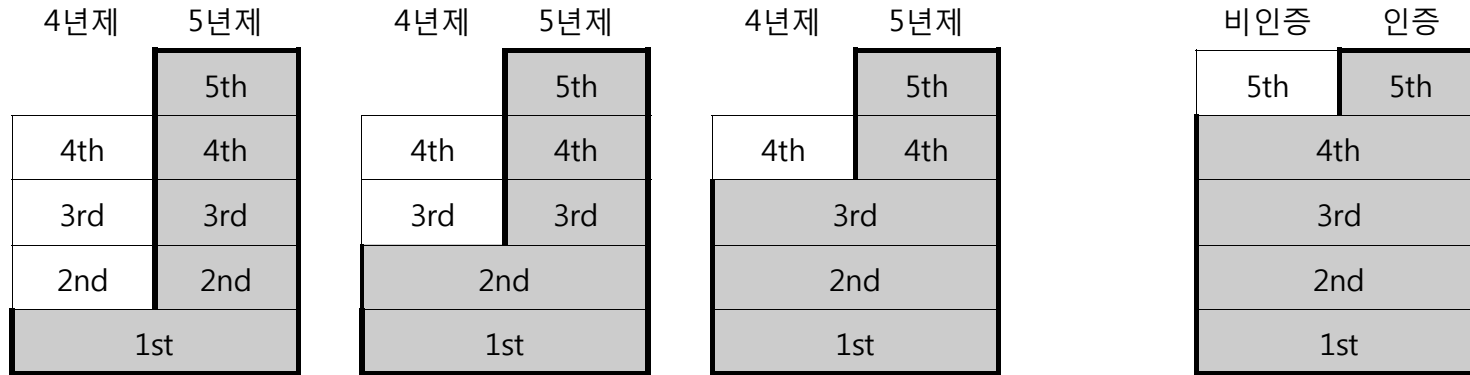 4년제 5년제 4년제 5년제 4년제 5년제 비인증 인증
5th 5th 5th 5th 5th
4th 4th 4th 4th 4th 4th 4th
3rd 3rd 3rd 3rd 3rd 3rd
2nd 2nd 2nd 2nd 2nd
1st 1st 1st 1st